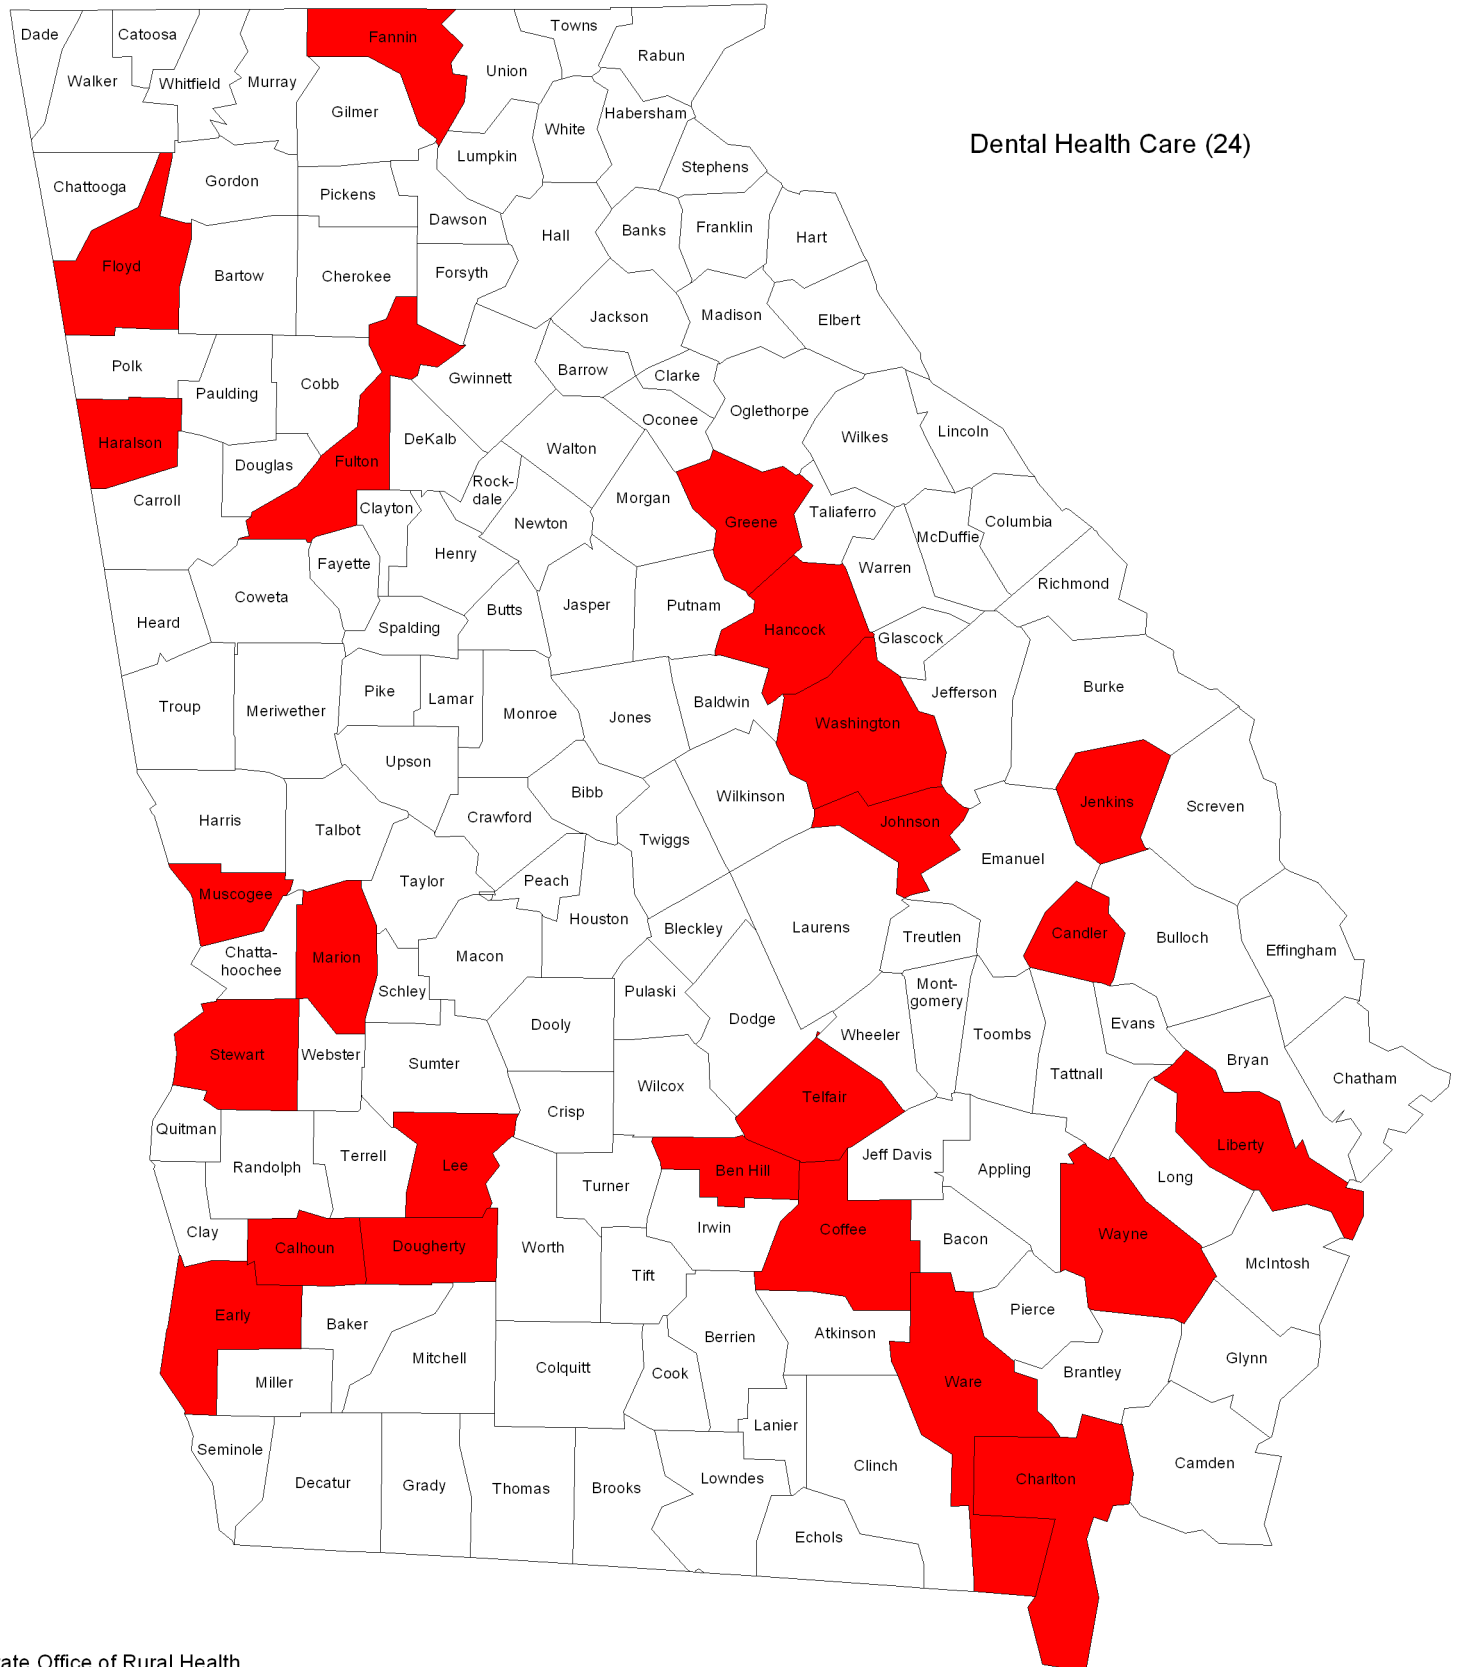 Dental Health Care (24)
Dade
Catoosa
Walker
Whitfield
Murray
Fannin
Gilmer
Union
Towns
Rabun
White
Habersham
Lumpkin
Stephens
Chattooga
Gordon
Pickens
Dawson
Hall
Banks
Franklin
Hart
Floyd
Bartow
Cherokee
Forsyth
Jackson
Madison
Elbert
Polk
Paulding
Cobb
Gwinnett
Barrow
Clarke
Oconee
Oglethorpe
Wilkes
Lincoln
Haralson
Douglas
Fulton
DeKalb
Walton
Carroll
Clayton
Rock-
dale
Newton
Morgan
Greene
Taliaferro
McDuffie
Columbia
Fayette
Henry
Warren
Richmond
Heard
Coweta
Spalding
Butts
Jasper
Putnam
Hancock
Glascock
Troup
Meriwether
Pike
Lamar
Monroe
Jones
Baldwin
Washington
Jefferson
Burke
Upson
Bibb
Wilkinson
Johnson
Jenkins
Screven
Harris
Talbot
Crawford
Twiggs
Emanuel
Muscogee
Taylor
Peach
Houston
Bleckley
Laurens
Treutlen
Candler
Bulloch
Effingham
Chatta-
hoochee
Marion
Schley
Macon
Pulaski
Dodge
Mont-
gomery
Wheeler
Toombs
Evans
Bryan
Chatham
Stewart
Webster
Sumter
Dooly
Wilcox
Telfair
Tattnall
Liberty
Quitman
Randolph
Terrell
Lee
Crisp
Turner
Ben Hill
Jeff Davis
Appling
Long
Clay
Calhoun
Dougherty
Worth
Irwin
Coffee
Bacon
Wayne
McIntosh
Tift
Early
Baker
Mitchell
Miller
Colquitt
Cook
Berrien
Atkinson
Pierce
Ware
Brantley
Glynn
Seminole
Decatur
Grady
Thomas
Brooks
Lowndes
Lanier
Clinch
Echols
Charlton
Camden
ate Office of Rural Health